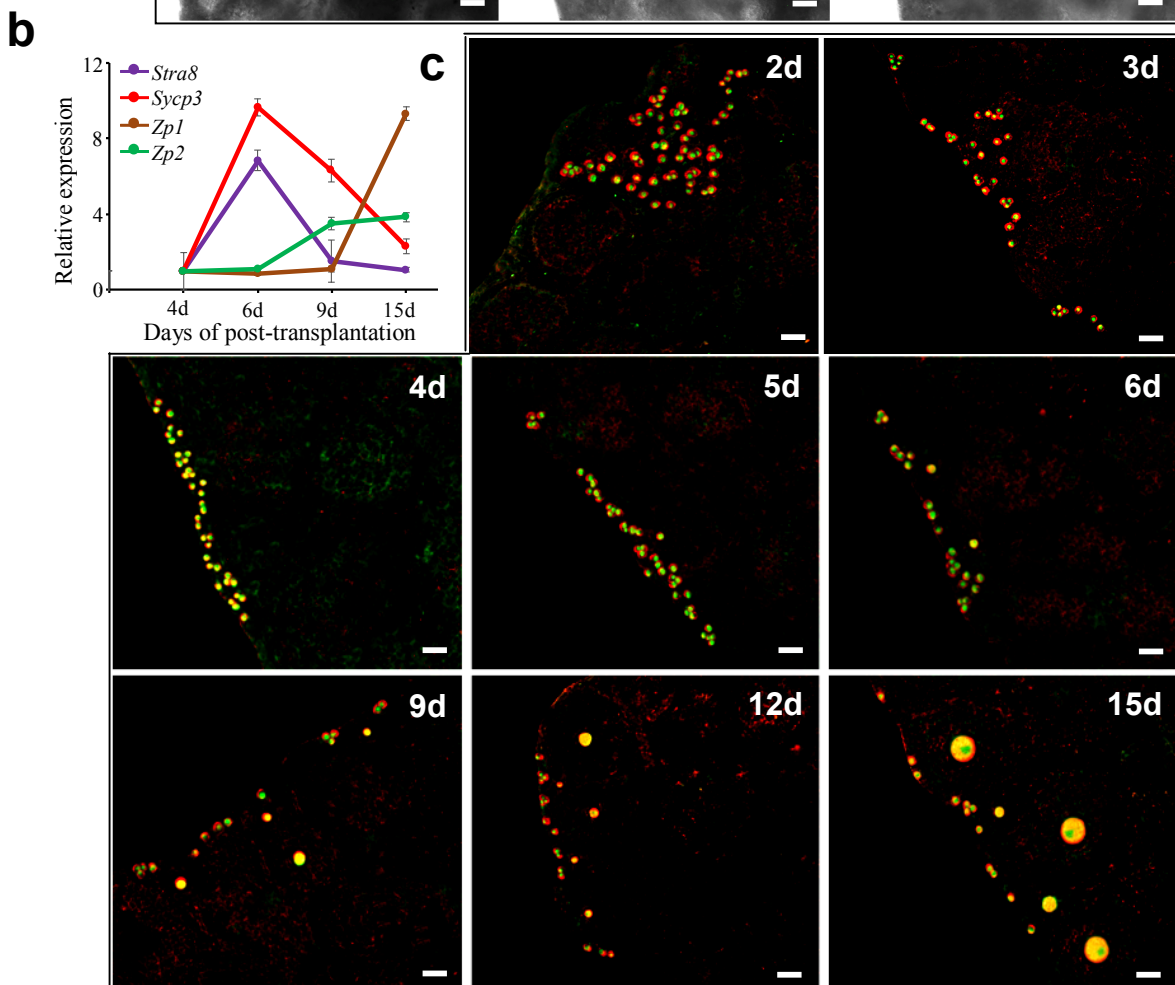 b
12
8
4
0
Relative expression
Stra8
Sycp3
Zp1
Zp2
4d
6d
9d
15d
Days of post-transplantation
c
2d
3d
4d
5d
6d
9d
12d
15d